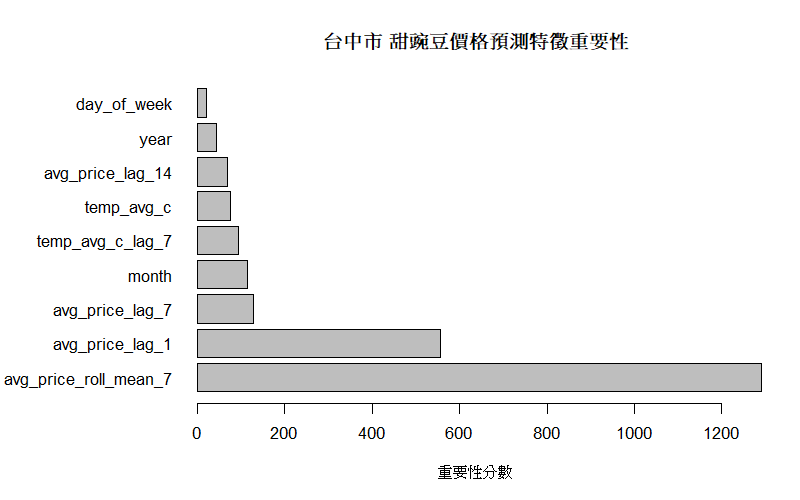 台中市 甜豌豆價格預測特徵重要性
day_of_week
year
avg_price_lag_14
temp_avg_c
temp_avg_c_lag_7
month
avg_price_lag_7
avg_price_lag_1
avg_price_roll_mean_7
0 200 400 600 800 1000 1200
重要性分數